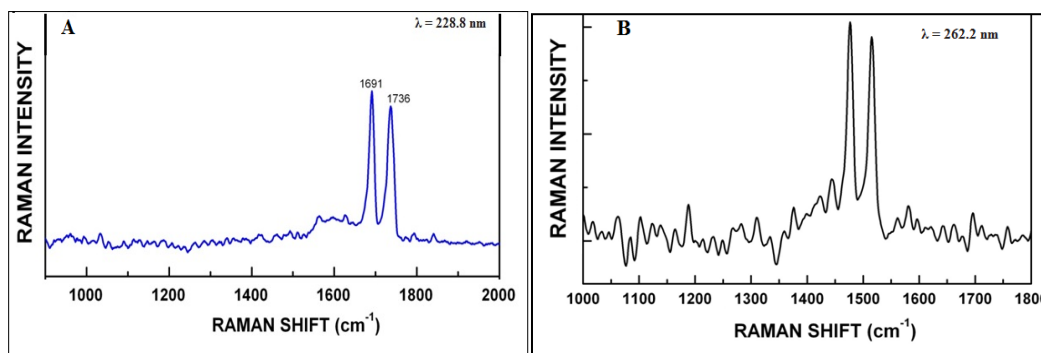 A
λ = 228.8 nm
RAMAN INTENSITY
1691
1736
1000 1200 1400 1600 1800 2000
RAMAN SHIFT (cm⁻¹)
B
λ = 262.2 nm
RAMAN INTENSITY
1000 1100 1200 1300 1400 1500 1600 1700 180
RAMAN SHIFT (cm⁻¹)